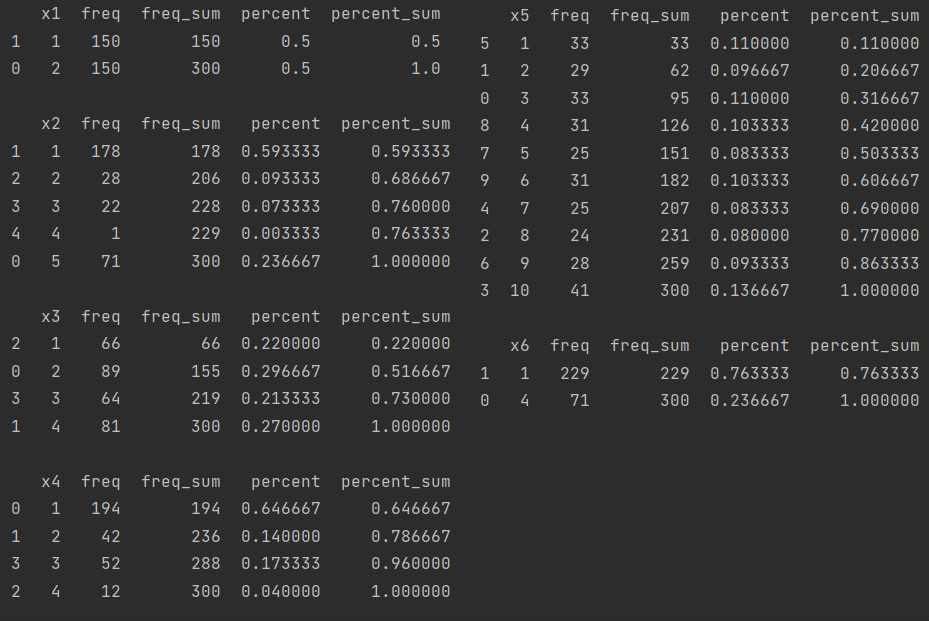 x1 freq freq_sum percent percent_sum
1 1 150 150 0.5 0.5
0 2 150 300 0.5 1.0
x2 freq freq_sum percent percent_sum
1 1 178 178 0.593333 0.593333
2 2 28 206 0.093333 0.686667
3 3 22 228 0.073333 0.760000
4 4 1 229 0.003333 0.763333
0 5 71 300 0.236667 1.000000
x3 freq freq_sum percent percent_sum
2 1 66 66 0.220000 0.220000
0 2 89 155 0.296667 0.516667
3 3 64 219 0.213333 0.730000
1 4 81 300 0.270000 1.000000
x4 freq freq_sum percent percent_sum
0 1 194 194 0.646667 0.646667
1 2 42 236 0.140000 0.786667
3 3 52 288 0.173333 0.960000
2 4 12 300 0.040000 1.000000
x5 freq freq_sum percent percent_sum
5 1 33 33 0.110000 0.110000
1 2 29 62 0.096667 0.206667
0 3 33 95 0.110000 0.316667
8 4 31 126 0.103333 0.420000
7 5 25 151 0.083333 0.503333
9 6 31 182 0.103333 0.606667
4 7 25 207 0.083333 0.690000
2 8 24 231 0.080000 0.770000
6 9 28 259 0.093333 0.863333
3 10 41 300 0.136667 1.000000
x6 freq freq_sum percent percent_sum
1 1 229 229 0.763333 0.763333
0 4 71 300 0.236667 1.000000